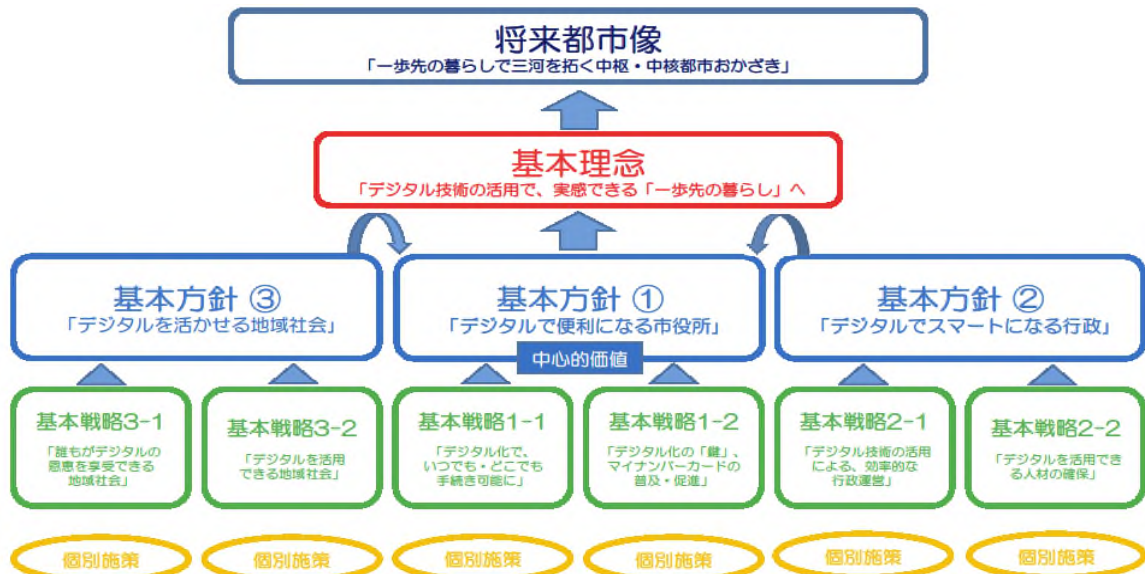 将来都市像
「一歩先の暮らしで三河を拓く中枢・中核都市おかざき」
基本理念
「デジタル技術の活用で、実感できる「一歩先の暮らし」へ
基本方針 ③
「デジタルを活かせる地域社会」
基本方針 ①
「デジタルで便利になる市役所」
中心的価値
基本方針 ②
「デジタルでスマートになる行政」
基本戦略3-1
「誰もがデジタルの
恩恵を享受できる
地域社会」
基本戦略3-2
「デジタルを活用
できる地域社会」
基本戦略1-1
「デジタル化で、
いつでも・どこでも
手続き可能に」
基本戦略1-2
「デジタル化の「鍵」、
マイナンバーカードの
普及・促進」
基本戦略2-1
「デジタル技術の活用
による、効率的な
行政運営」
基本戦略2-2
「デジタルを活用でき
る人材の確保」
個別施策
個別施策
個別施策
個別施策
個別施策
個別施策